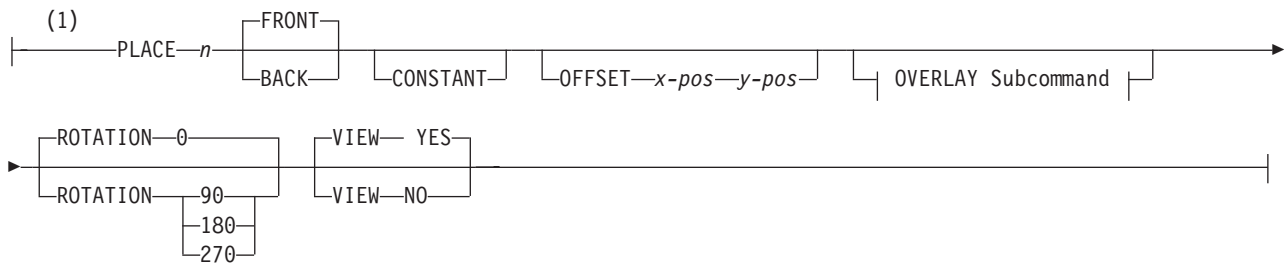 (1)
FRONT
PLACE n
BACK
CONSTANT
OFFSET x-pos y-pos
OVERLAY Subcommand
ROTATION 0
ROTATION 90
180
270
VIEW YES
VIEW NO